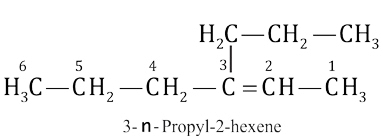 H₂C—CH₂—CH₃
6 5 4 3 2 1
H₃C—CH₂—CH₂—C=CH—CH₃
3-n-Propyl-2-hexene